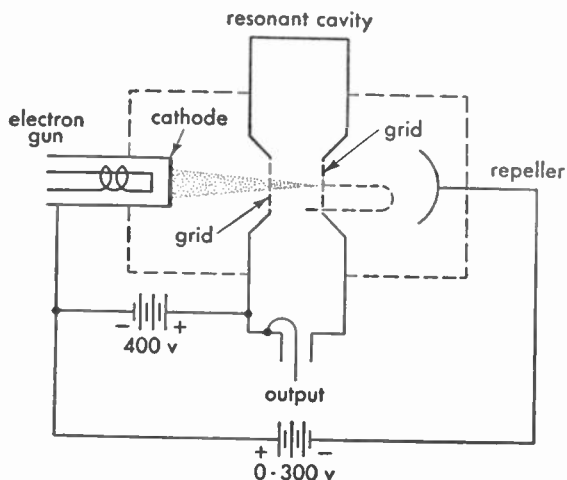 resonant cavity
electron
gun
cathode
grid
repeller
grid
- +
400 v
output
+ -
0-300 v